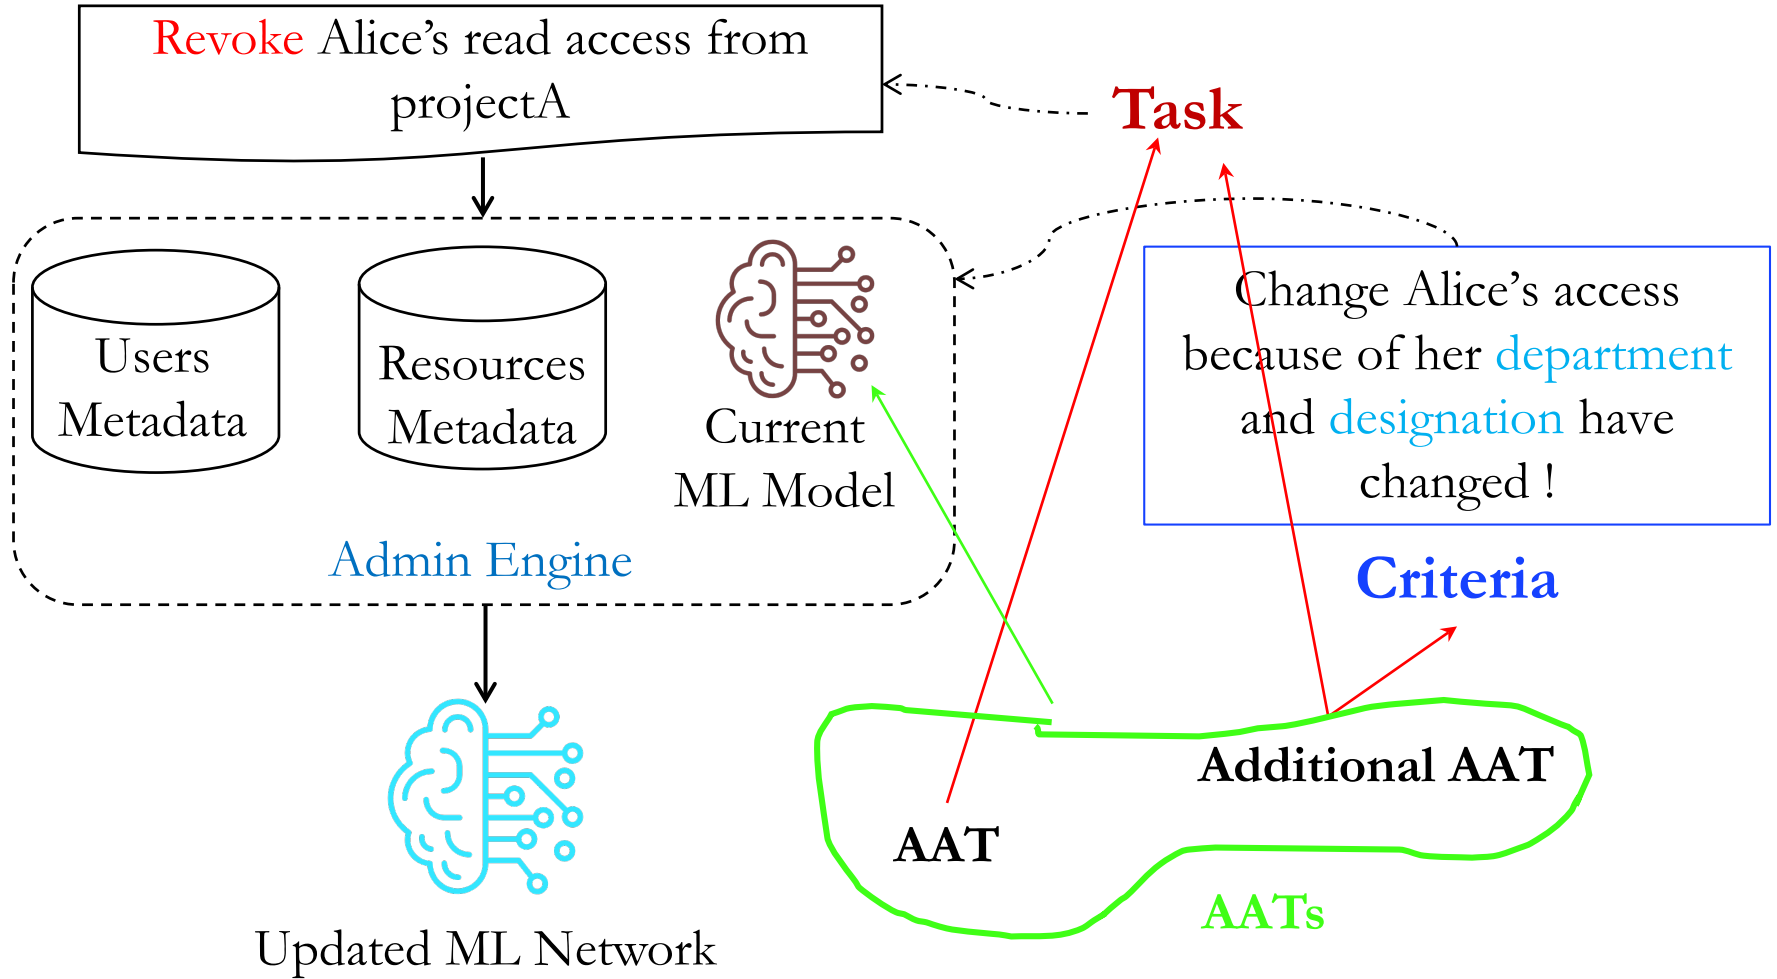 Revoke Alice’s read access from
projectA
Task
Users
Metadata
Resources
Metadata
Current
ML Model
Admin Engine
Change Alice’s access
because of her department
and designation have
changed !
Criteria
Additional AAT
AAT
AATs
Updated ML Network